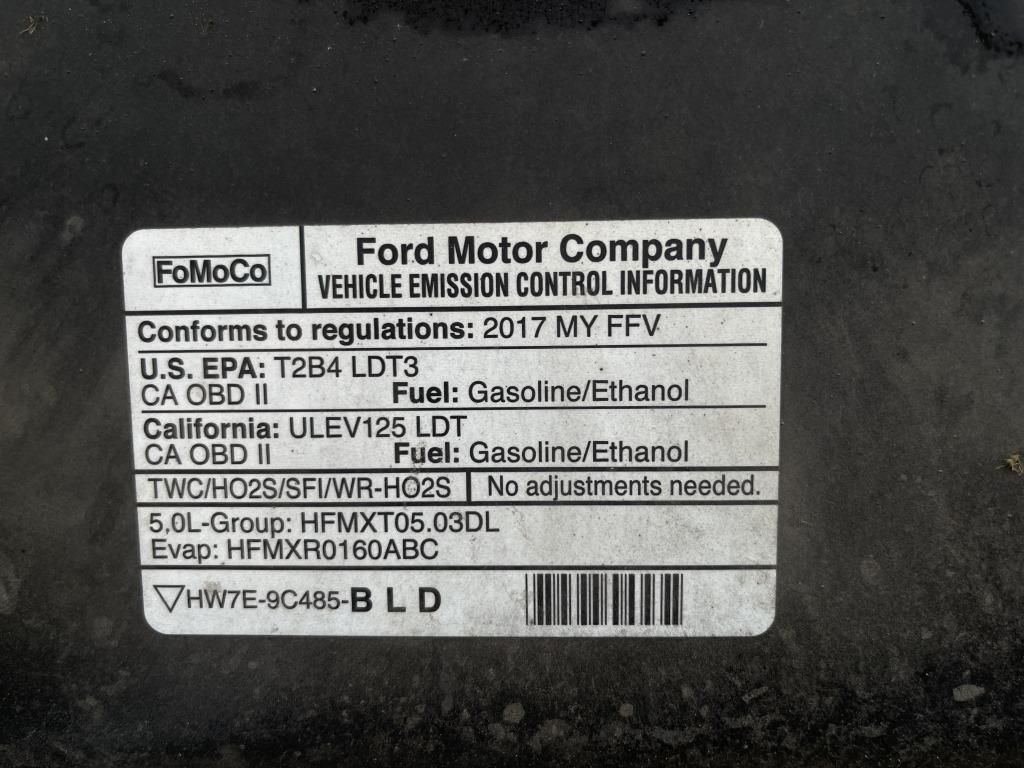 FoMoCo
Ford Motor Company
VEHICLE EMISSION CONTROL INFORMATION
Conforms to regulations: 2017 MY FFV
U.S. EPA: T2B4 LDT3
CA OBD II Fuel: Gasoline/Ethanol
California: ULEV125 LDT
CA OBD II Fuel: Gasoline/Ethanol
TWC/HO2S/SFI/WR-HO2S No adjustments needed.
5.0L-Group: HFMXT05.03DL
Evap: HFMXR0160ABC
HW7E-9C485-B L D